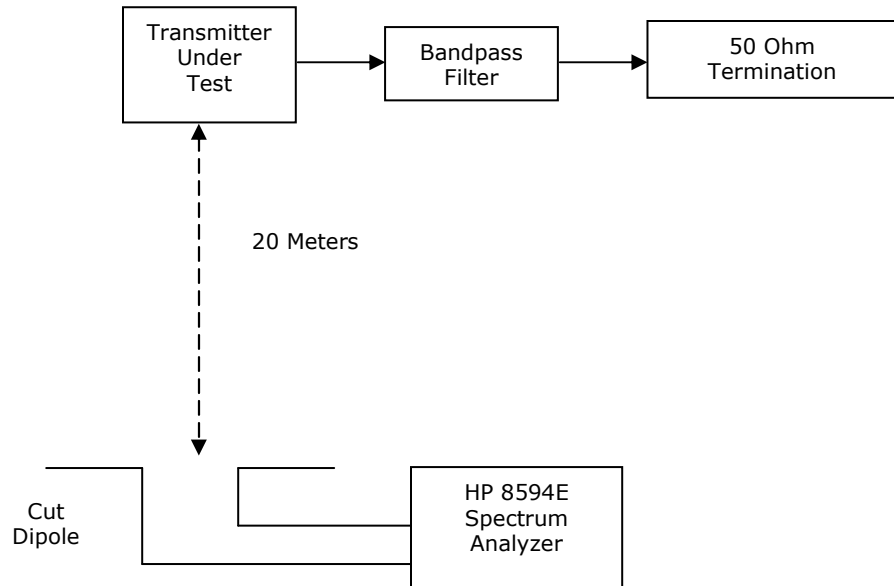 Transmitter
Under
Test
Bandpass
Filter
50 Ohm
Termination
20 Meters
Cut
Dipole
HP 8594E
Spectrum
Analyzer